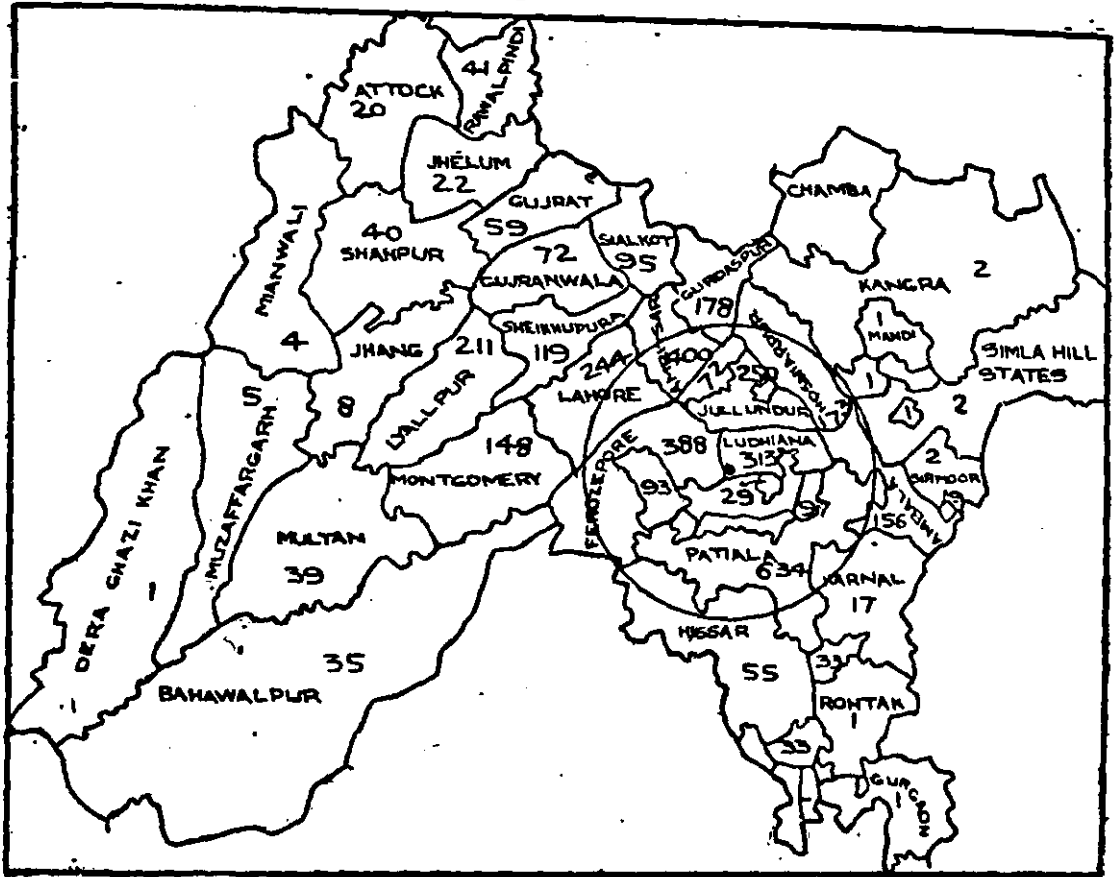 41
RAWALPINDI
ATTOCK
20
JHELUM
22
CHAMBA
GUJRAT
59
MIANWALI
4
40
SHAHPUR
72
GUJRANWALA
SIALKOT
95
GURDASPUR
178
2
KANGRA
1
MANDI
SIMLA HILL
STATES
1
1
2
JHANG
8
211
LYALLPUR
SHEIKHUPURA
119
244
LAHORE
AMRITSAR
400
HOSHIARPUR
250
JULLUNDUR
5
MUZAFFARGARH
148
MONTGOMERY
FEROZEPORE
388
LUDHIANA
313
93
29
97
2
SIRMOOR
AMBALA
156
DERA GHAZI KHAN
1
1
MULTAN
39
PATIALA
634
KARNAL
17
35
BAHAWALPUR
HISSAR
55
33
ROHTAK
1
33
GURGAON
1